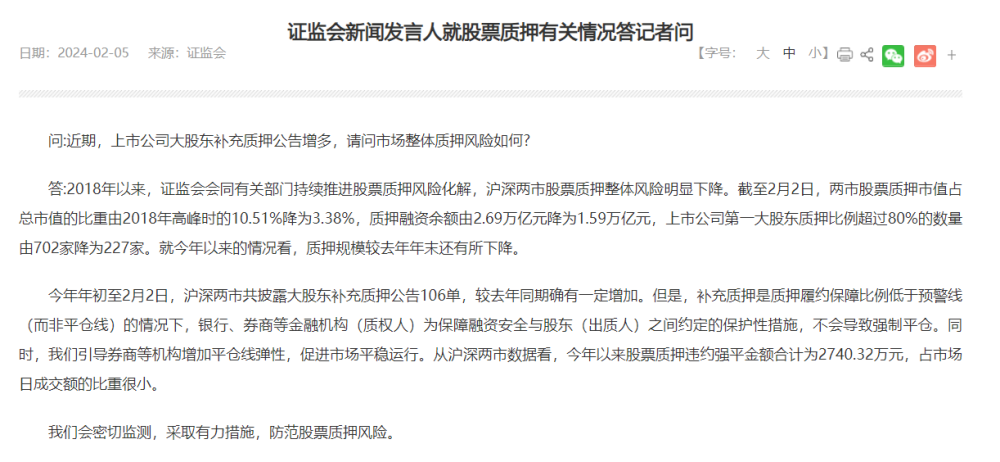 证监会新闻发言人就股票质押有关情况答记者问
日期：2024-02-05 来源：证监会 【字号： 大 中 小】 +
问:近期，上市公司大股东补充质押公告增多，请问市场整体质押风险如何？
答:2018年以来，证监会会同有关部门持续推进股票质押风险化解，沪深两市股票质押整体风险明显下降。截至2月2日，两市股票质押市值占
总市值的比重由2018年高峰时的10.51%降为3.38%，质押融资余额由2.69万亿元降为1.59万亿元，上市公司第一大股东质押比例超过80%的数量
由702家降为227家。就今年以来的情况看，质押规模较去年年末还有所下降。
今年年初至2月2日，沪深两市共披露大股东补充质押公告106单，较去年同期确有一定增加。但是，补充质押是质押履约保障比例低于预警线
（而非平仓线）的情况下，银行、券商等金融机构（质权人）为保障融资安全与股东（出质人）之间约定的保护性措施，不会导致强制平仓。同
时，我们引导券商等机构增加平仓线弹性，促进市场平稳运行。从沪深两市数据看，今年以来股票质押违约强平金额合计为2740.32万元，占市场
日成交额的比重很小。
我们会密切监测，采取有力措施，防范股票质押风险。